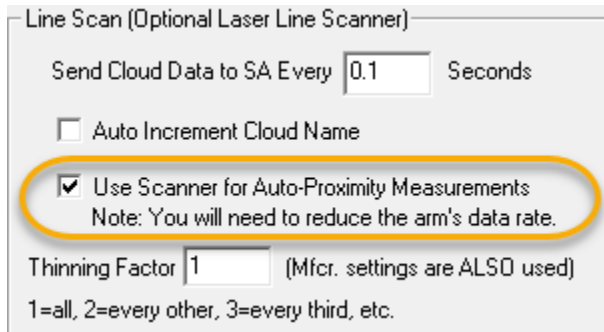 Line Scan (Optional Laser Line Scanner)
Send Cloud Data to SA Every 0.1 Seconds
Auto Increment Cloud Name
Use Scanner for Auto-Proximity Measurements
Note: You will need to reduce the arm's data rate.
Thinning Factor 1 (Mfcr. settings are ALSO used)
1=all, 2=every other, 3=every third, etc.